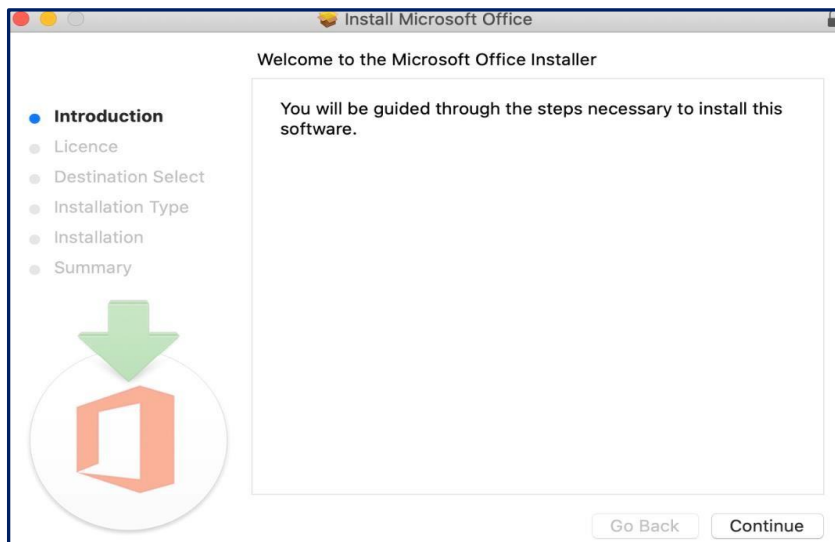 Install Microsoft Office
Welcome to the Microsoft Office Installer
Introduction
Licence
Destination Select
Installation Type
Installation
Summary
You will be guided through the steps necessary to install this
software.
Go Back
Continue